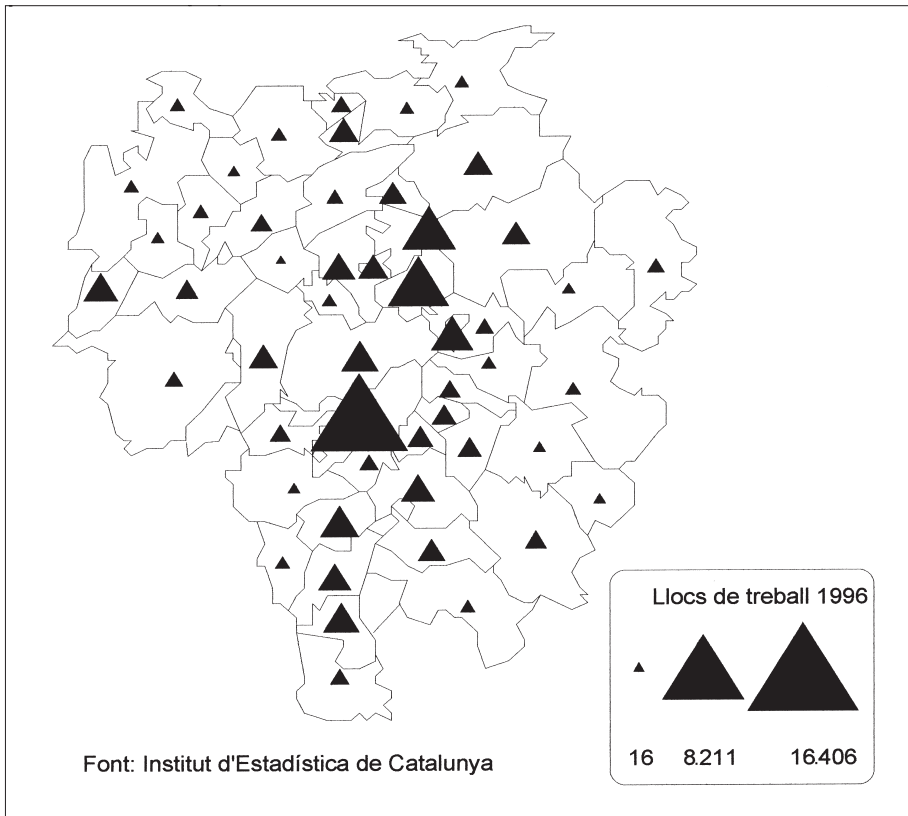 Llocs de treball 1996
16 8.211 16.406
Font: Institut d'Estadística de Catalunya